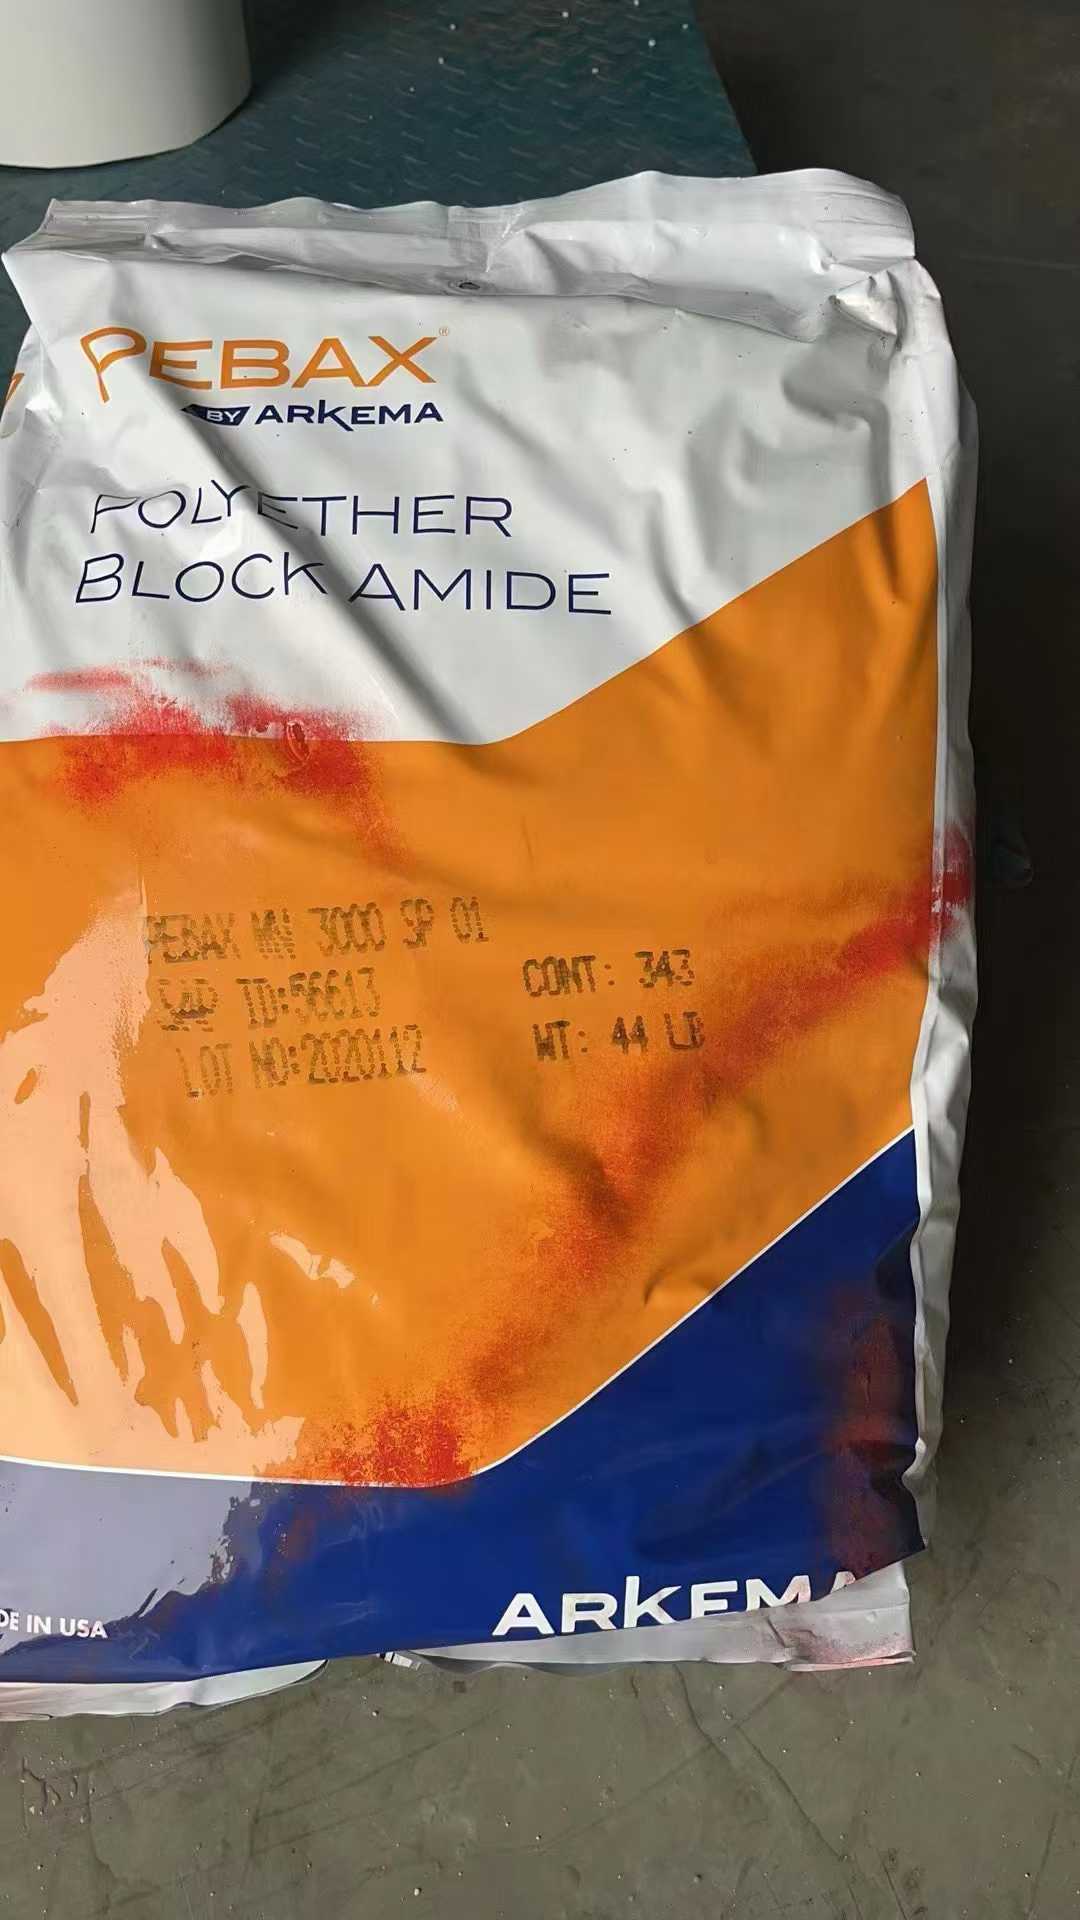 PEBAX®
BY ARKEMA
POLYETHER
BLOCK AMIDE
PEBAX MV 3000 SP 01
SAP ID:56613
CONT: 343
LOT NO:2020112
WT: 44 LB
DE IN USA
ARKEMA